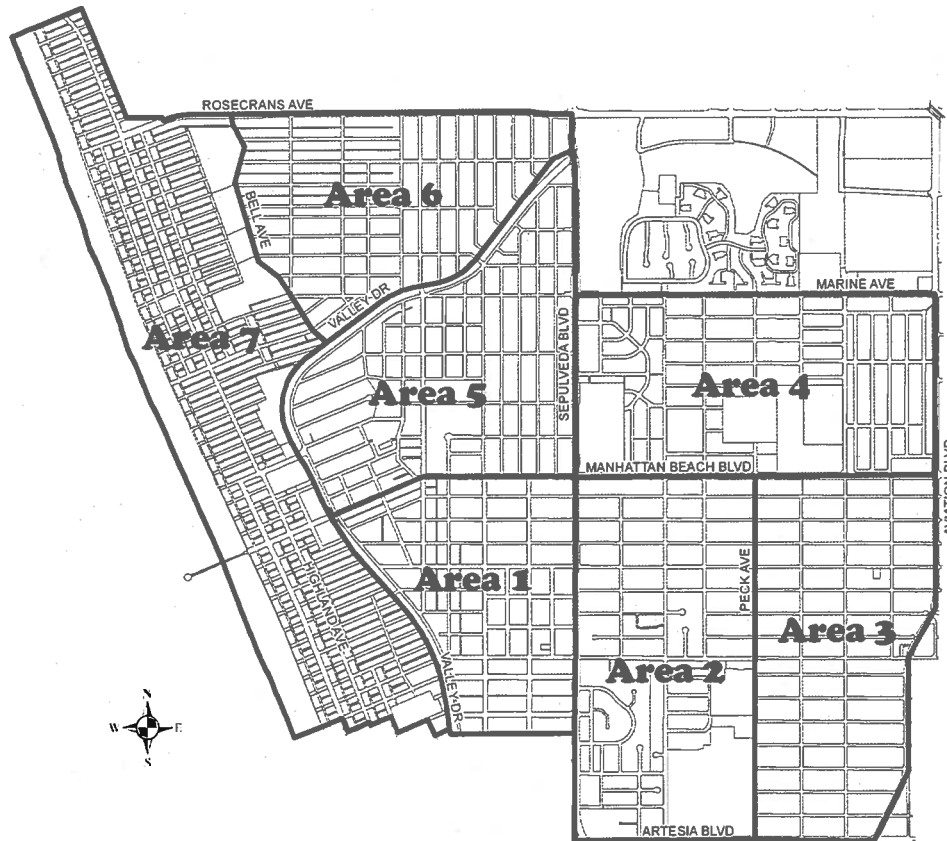 ROSECRANS AVE
Area 6
BELL AVE
MARINE AVE
VALLEY DR
Area 7
SEPULVEDA BLVD
Area 5
Area 4
MANHATTAN BEACH BLVD
AVIATION BLVD
HIGHLAND AVE
Area 1
PECK AVE
Area 3
VALLEY DR
Area 2
N
W E
S
ARTESIA BLVD